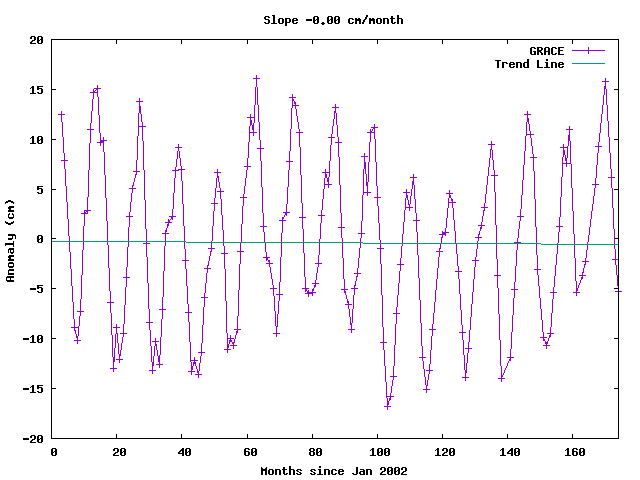 Slope -0.00 cm/month
GRACE
Trend Line
20
15
10
5
0
-5
-10
-15
-20
Anomaly (cm)
0 20 40 60 80 100 120 140 160
Months since Jan 2002